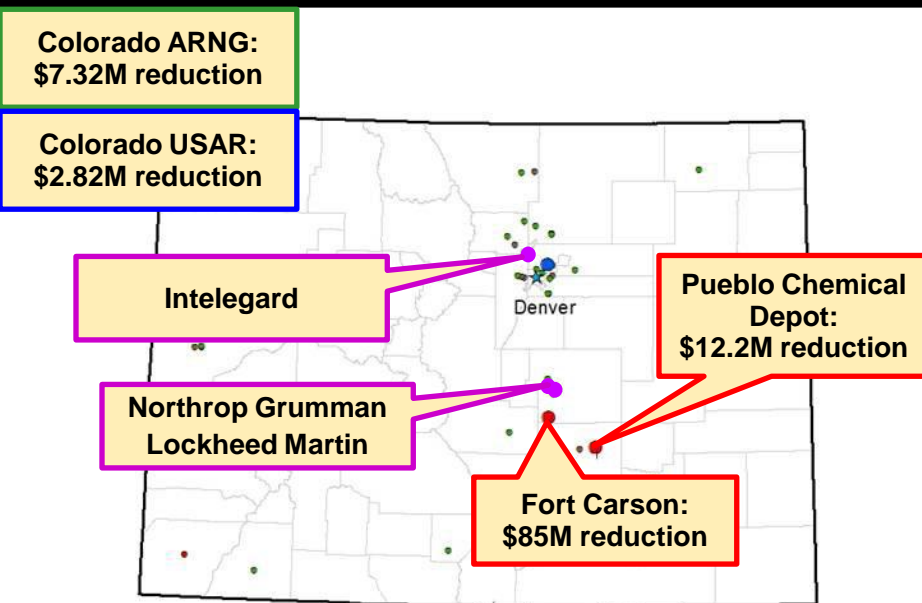 Colorado ARNG:
$7.32M reduction
Colorado USAR:
$2.82M reduction
Intelegard
Denver
Pueblo Chemical
Depot:
$12.2M reduction
Northrop Grumman
Lockheed Martin
Fort Carson:
$85M reduction